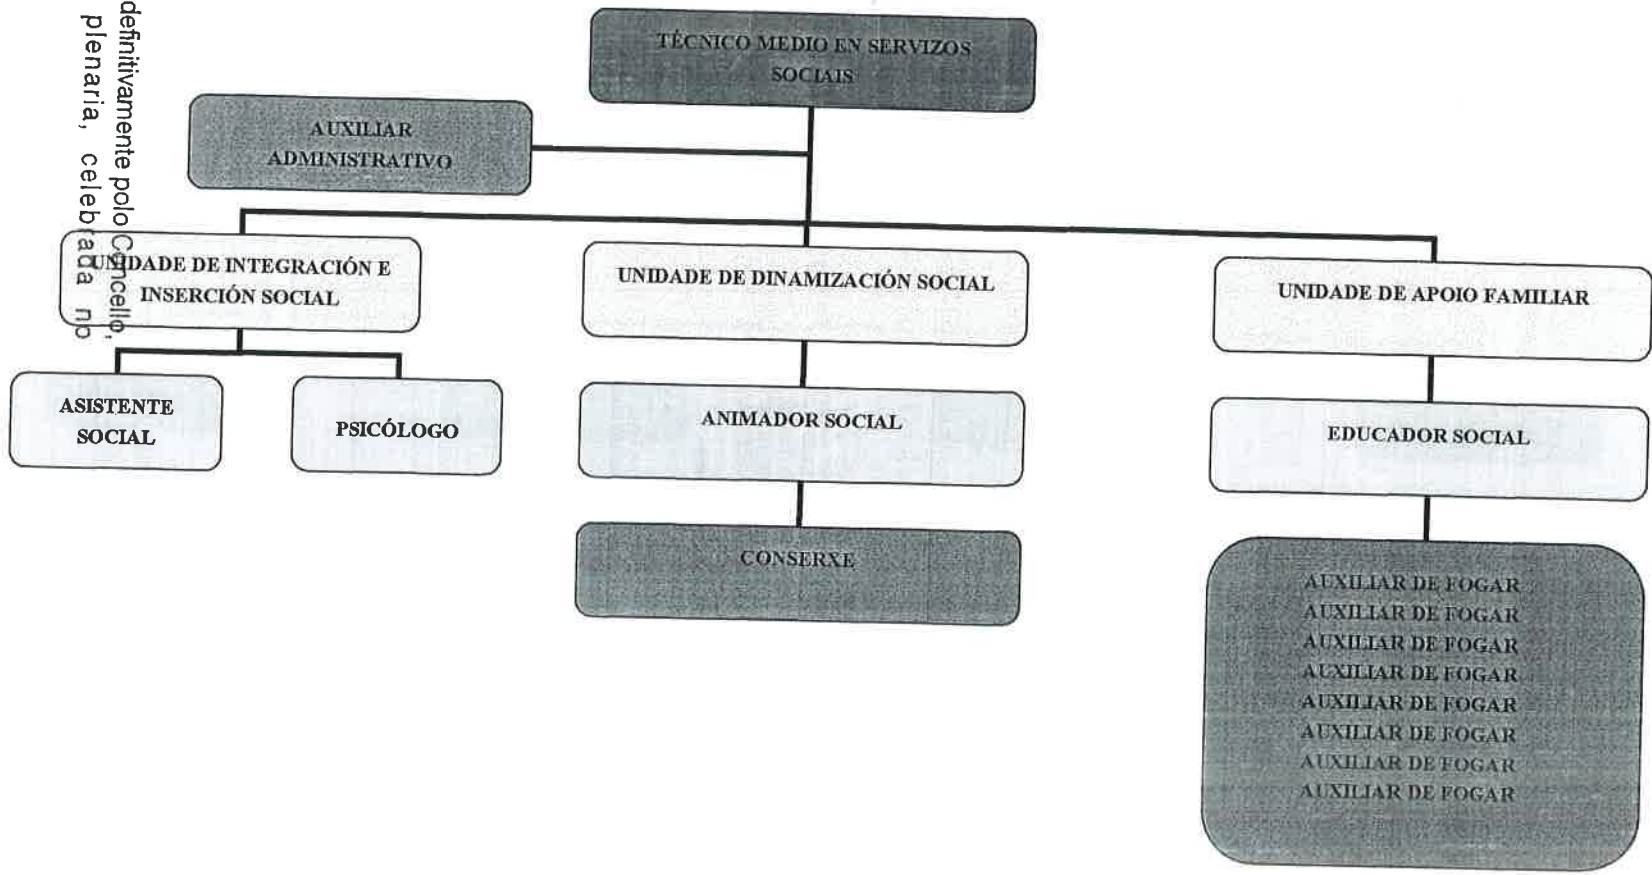 definitivamente polo Concello,
plenaria, celebrada no
TÉCNICO MEDIO EN SERVIZOS
SOCIAIS
AUXILIAR
ADMINISTRATIVO
UNIDADE DE INTEGRACIÓN E
INSERCIÓN SOCIAL
UNIDADE DE DINAMIZACIÓN SOCIAL
UNIDADE DE APOIO FAMILIAR
ASISTENTE
SOCIAL
PSICÓLOGO
ANIMADOR SOCIAL
EDUCADOR SOCIAL
CONSERXE
AUXILIAR DE FOGAR
AUXILIAR DE FOGAR
AUXILIAR DE FOGAR
AUXILIAR DE FOGAR
AUXILIAR DE FOGAR
AUXILIAR DE FOGAR
AUXILIAR DE FOGAR
AUXILIAR DE FOGAR